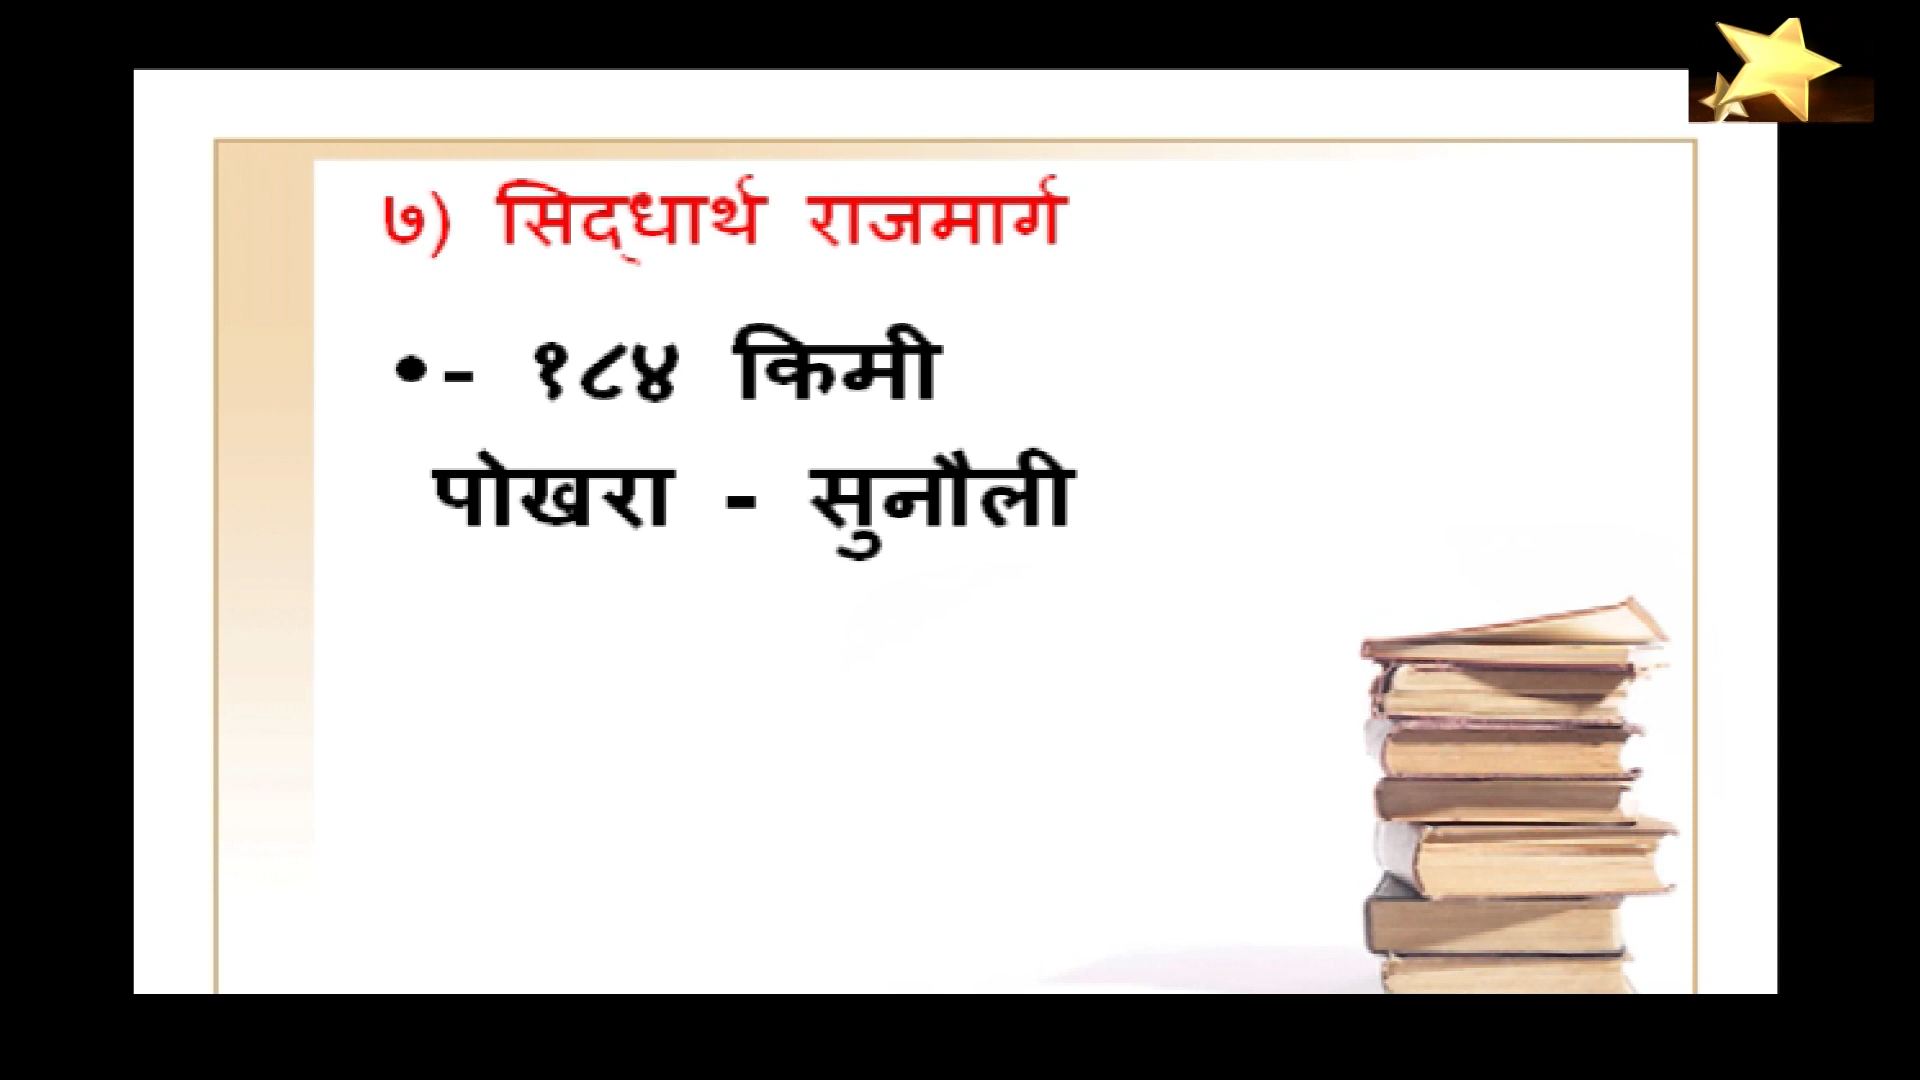 ७) सिद्धार्थ राजमार्ग
•- १८४ किमी
पोखरा - सुनौली